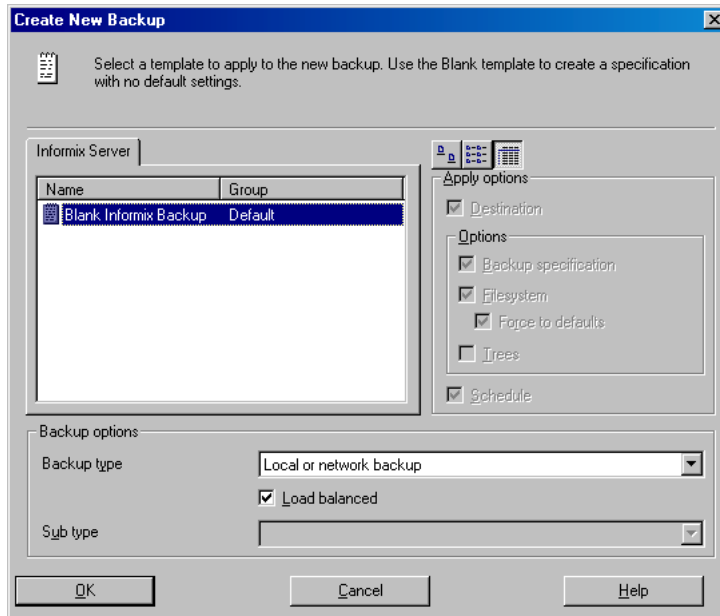 Create New Backup
Select a template to apply to the new backup. Use the Blank template to create a specification
with no default settings.
Informix Server
Name Group
Blank Informix Backup Default
Apply options
Destination
Options
Backup specification
Filesystem
Force to defaults
Trees
Schedule
Backup options
Backup type Local or network backup
Load balanced
Sub type
OK Cancel Help